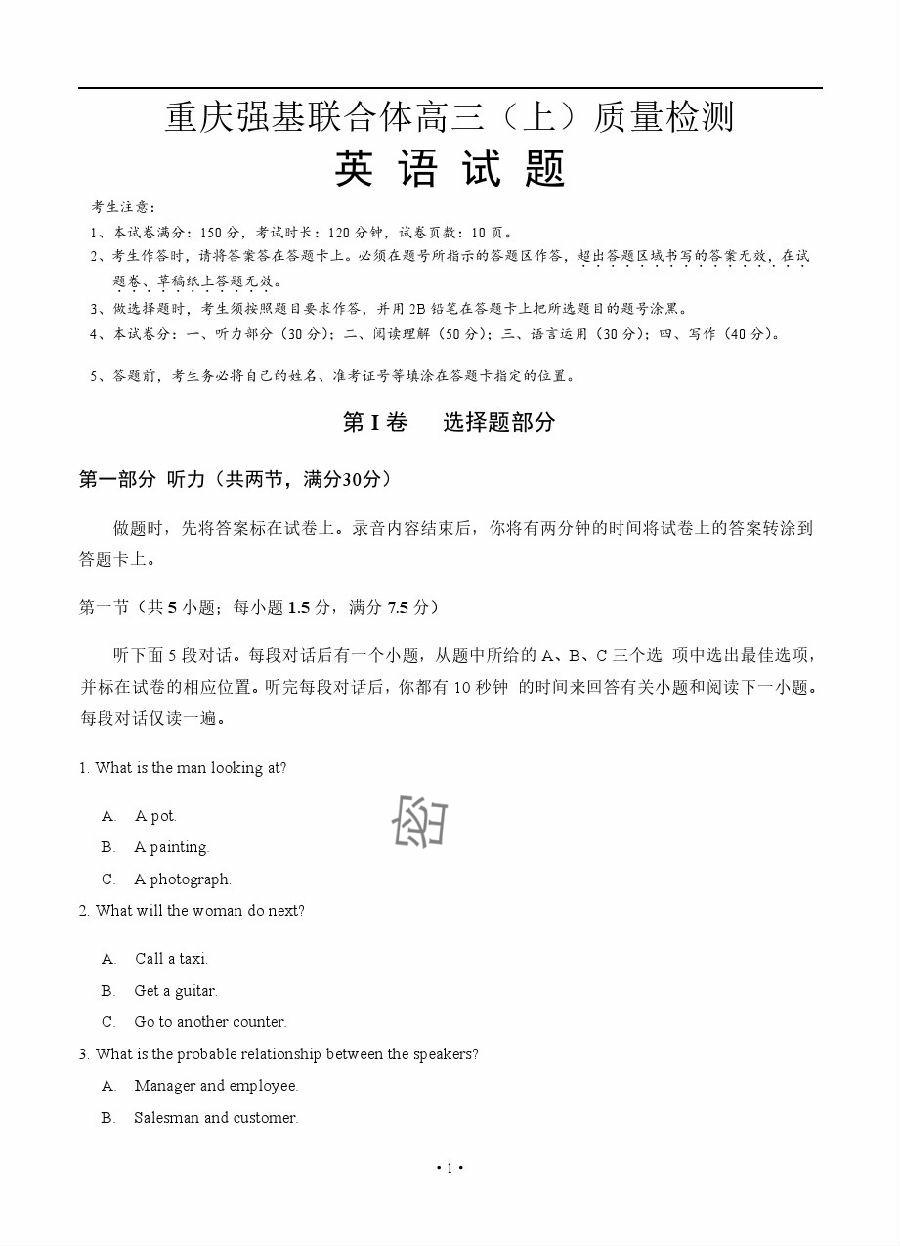 重庆强基联合体高三（上）质量检测
英 语 试 题
考生注意：
1、本试卷满分：150 分，考试时长：120 分钟，试卷页数：10 页。
2、考生作答时，请将答案答在答题卡上。必须在题号所指示的答题区作答，超出答题区域书写的答案无效，在试
题卷、草稿纸上答题无效。
3、做选择题时，考生须按照题目要求作答，并用 2B 铅笔在答题卡上把所选题目的题号涂黑。
4、本试卷分：一、听力部分（30 分）；二、阅读理解（50 分）；三、语言运用（30 分）；四、写作（40 分）。
5、答题前，考生务必将自己的姓名、准考证号等填涂在答题卡指定的位置。
第 I 卷 选择题部分
第一部分 听力（共两节，满分30分）
做题时，先将答案标在试卷上。录音内容结束后，你将有两分钟的时间将试卷上的答案转涂到
答题卡上。
第一节（共 5 小题；每小题 1.5 分，满分 7.5 分）
听下面 5 段对话。每段对话后有一个小题，从题中所给的 A、B、C 三个选 项中选出最佳选项，
并标在试卷的相应位置。听完每段对话后，你都有 10 秒钟 的时间来回答有关小题和阅读下一小题。
每段对话仅读一遍。
1. What is the man looking at?
A. A pot.
B. A painting.
C. A photograph.
2. What will the woman do next?
A. Call a taxi.
B. Get a guitar.
C. Go to another counter.
3. What is the probable relationship between the speakers?
A. Manager and employee.
B. Salesman and customer.
• 1 •